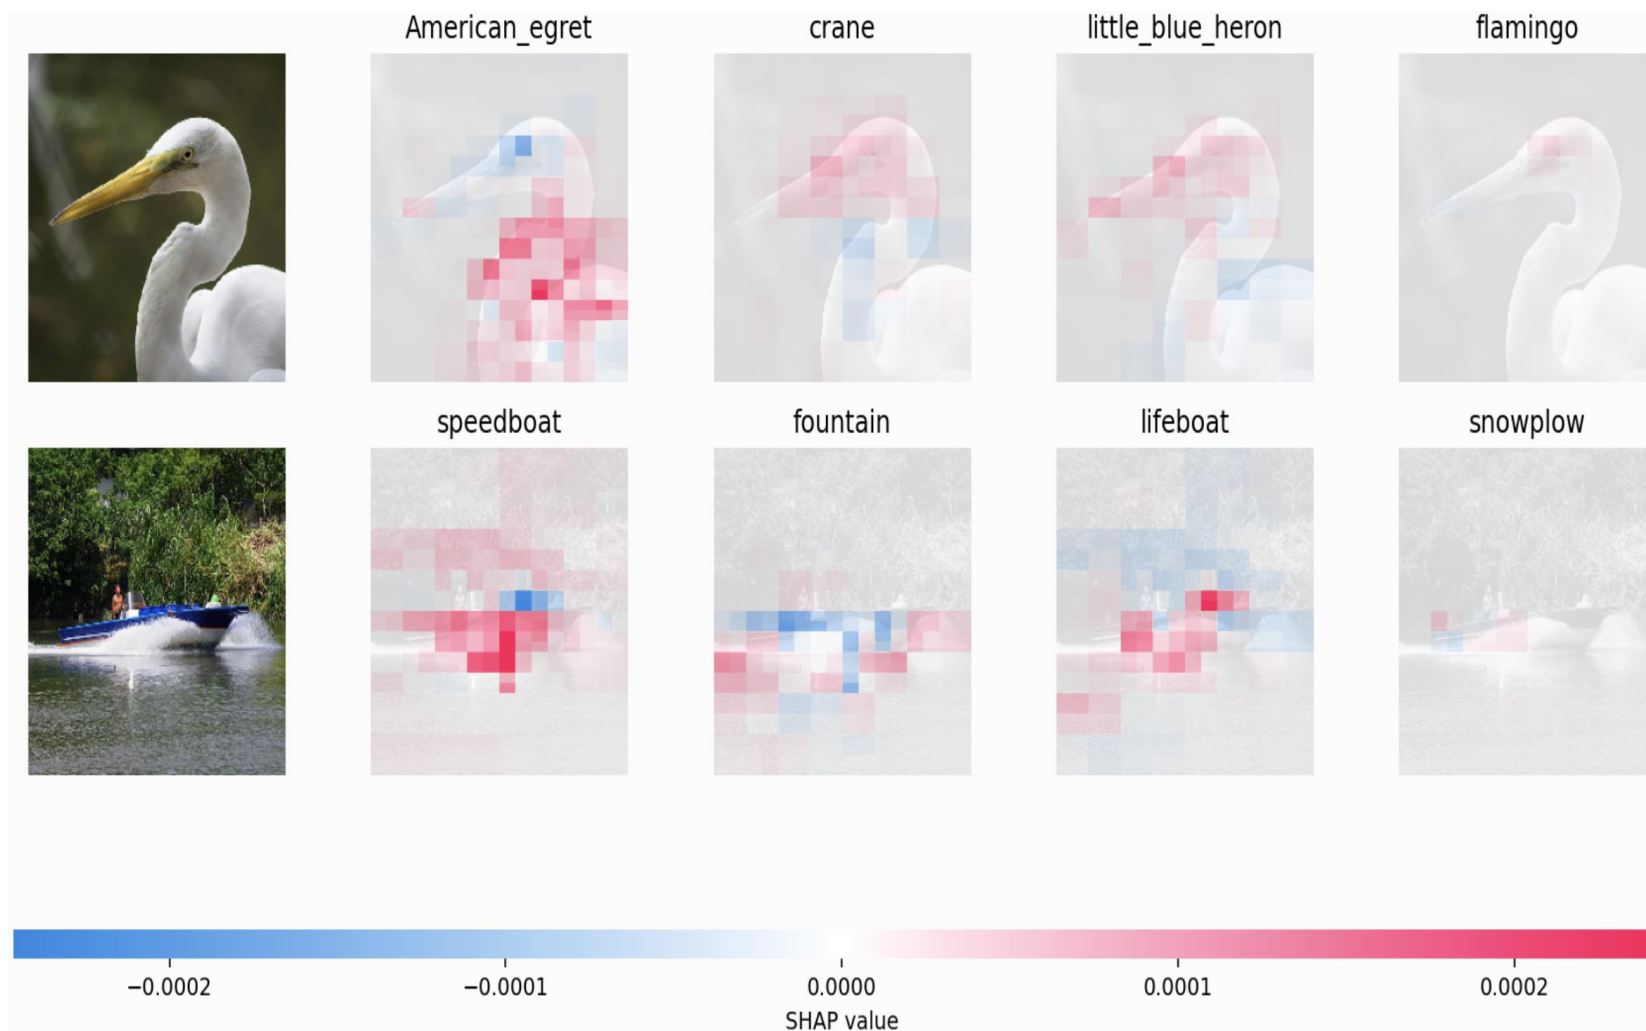 American_egret
crane
little_blue_heron
flamingo
speedboat
fountain
lifeboat
snowplow
−0.0002
−0.0001
0.0000
0.0001
0.0002
SHAP value